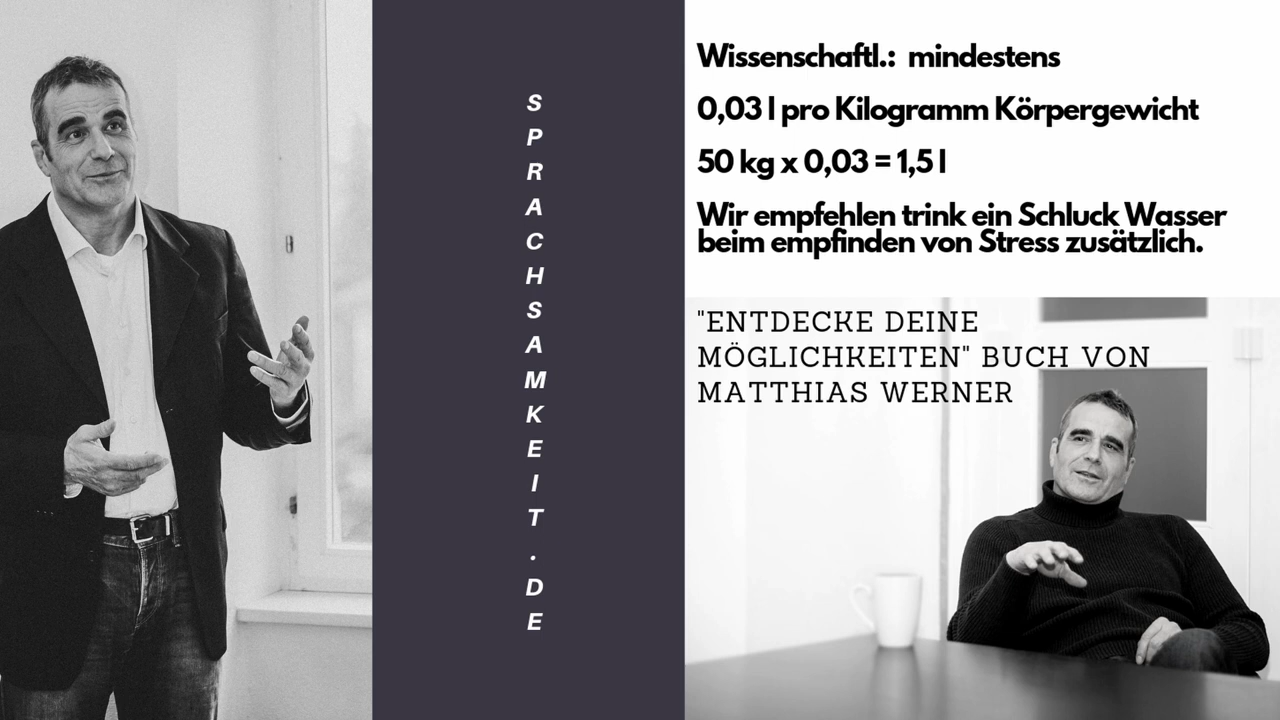 SPRACHSAMKEIT.DE
Wissenschaftl.: mindestens
0,03 l pro Kilogramm Körpergewicht
50 kg x 0,03 = 1,5 l
Wir empfehlen trink ein Schluck Wasser
beim empfinden von Stress zusätzlich.
"ENTDECKE DEINE
MÖGLICHKEITEN" BUCH VON
MATTHIAS WERNER